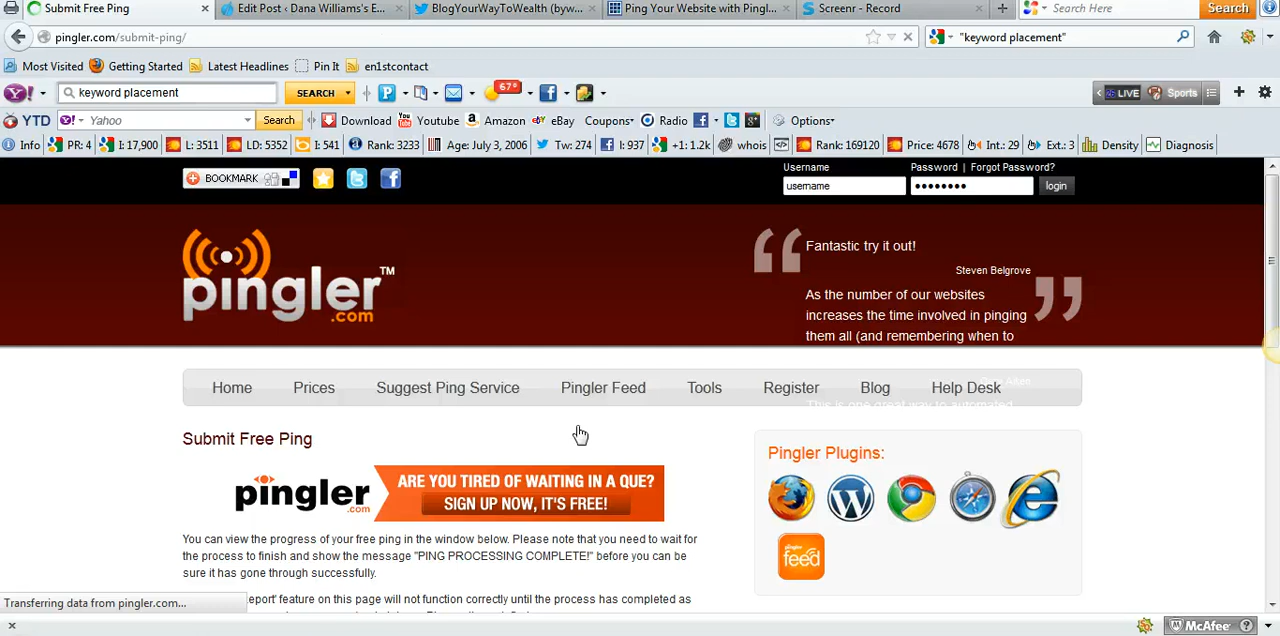 Submit Free Ping × Edit Post ‹ Dana Williams's E... × BlogYourWayToWealth (byw... × Ping Your Website with Pingl... × Screenr - Record × + Search Here Search
pingler.com/submit-ping/ "keyword placement"
Most Visited Getting Started Latest Headlines Pin It en1stcontact
Y! keyword placement SEARCH 67° LIVE Sports
YTD Y! Yahoo Search Download Youtube Amazon eBay Coupons Radio Options
Info PR: 4 I: 17,900 L: 3511 LD: 5352 I: 541 Rank: 3233 Age: July 3, 2006 Tw: 274 I: 937 +1: 1.2k whois Rank: 169120 Price: 4678 Int.: 29 Ext.: 3 Density Diagnosis
BOOKMARK
Username Password | Forgot Password?
username •••••••• login
pingler™
.com
Fantastic try it out!
Steven Belgrove
As the number of our websites
increases the time involved in pinging
them all (and remembering when to
Home Prices Suggest Ping Service Pingler Feed Tools Register Blog Help Desk
This is one great way to automated
Submit Free Ping
pingler .com
ARE YOU TIRED OF WAITING IN A QUE?
SIGN UP NOW, IT'S FREE!
You can view the progress of your free ping in the window below. Please note that you need to wait for
the process to finish and show the message "PING PROCESSING COMPLETE!" before you can be
sure it has gone through successfully.
eport' feature on this page will not function correctly until the process has completed as
Pingler Plugins:
pingler
feed
Transferring data from pingler.com...
McAfee